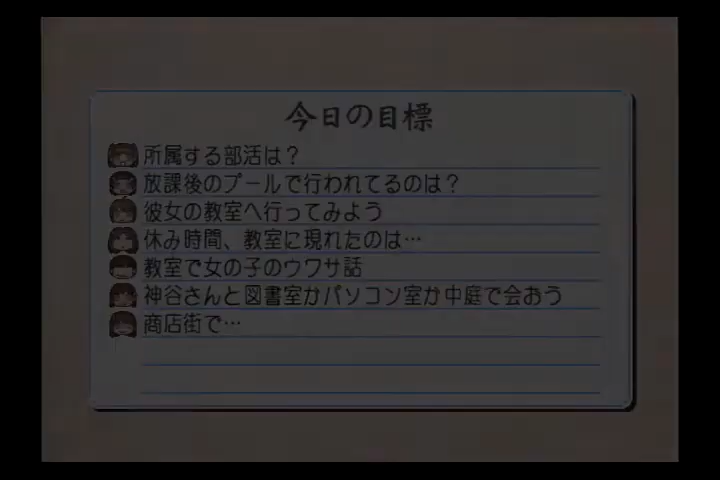 今日の目標
所属する部活は？
放課後のプールで行われてるのは？
彼女の教室へ行ってみよう
休み時間、教室に現れたのは…
教室で女の子のウワサ話
神谷さんと図書室かパソコン室か中庭で会おう
商店街で…